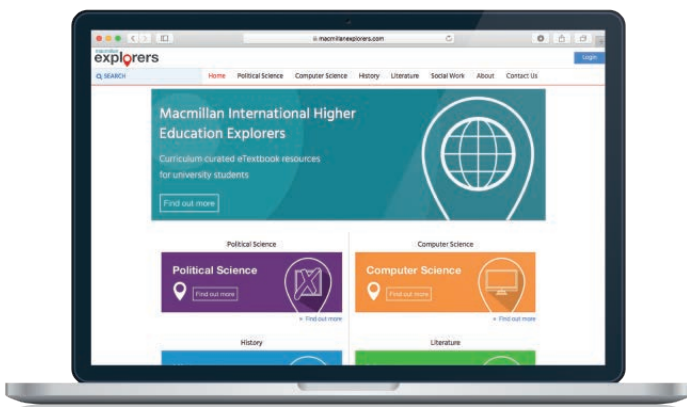 macmillanexplorers.com
macmillan
explorers
Login
SEARCH
Home Political Science Computer Science History Literature Social Work About Contact Us
Macmillan International Higher
Education Explorers
Curriculum curated eTextbook resources
for university students
Find out more
Political Science
Computer Science
Political Science
Find out more
Computer Science
Find out more
» Find out more
» Find out more
History
Literature